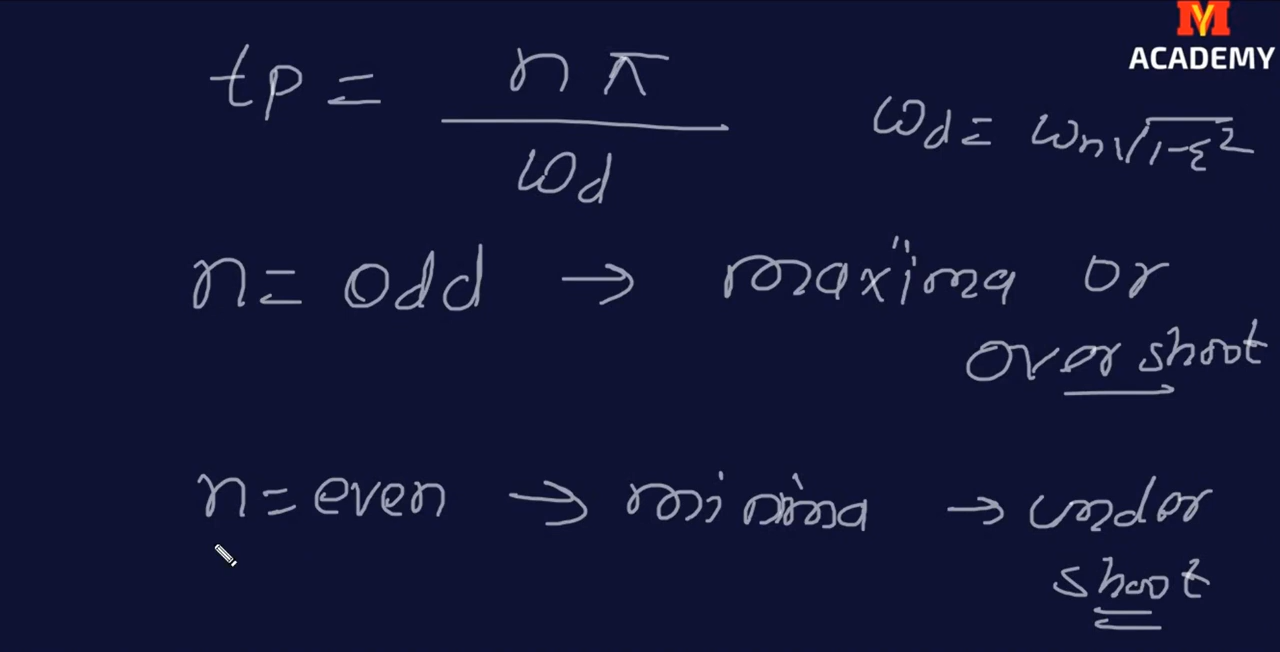 M
ACADEMY
tp = nπ / ωd
ωd = ωn√1-ξ²
n = odd → maxima or
over shoot
n = even → minima → under
shoot